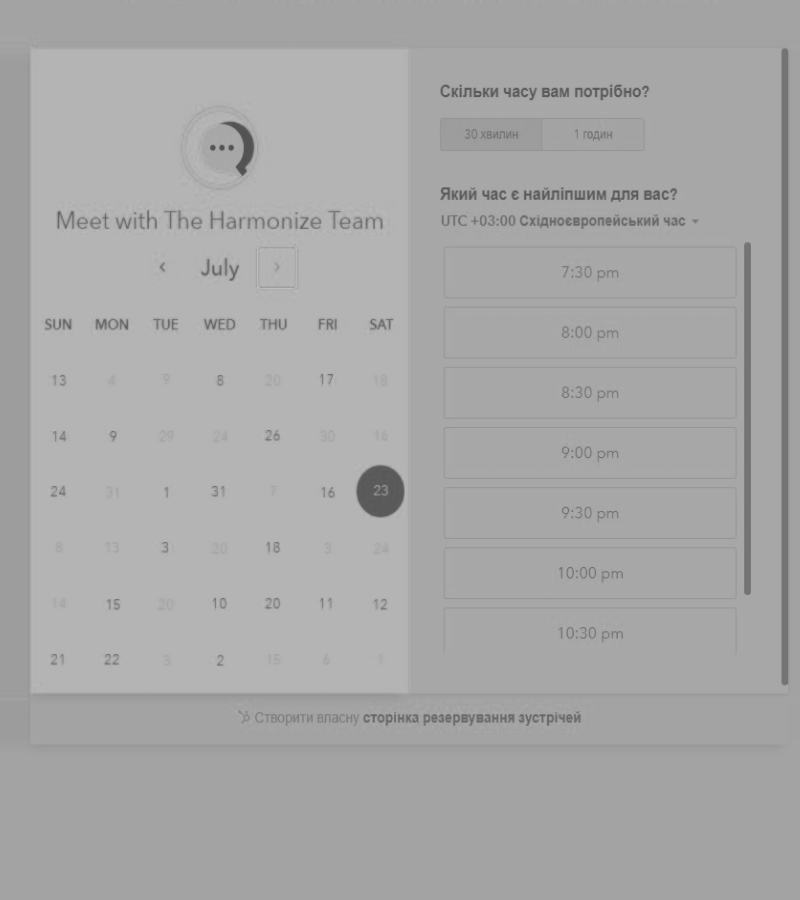 Meet with The Harmonize Team
July
SUN MON TUE WED THU FRI SAT
13 4 9 8 20 17 18
14 9 29 24 26 30 16
24 31 1 31 7 16 23
8 13 3 20 18 3 24
14 15 20 10 20 11 12
21 22 3 2 15 6 1
Скільки часу вам потрібно?
30 хвилин 1 годин
Який час є найліпшим для вас?
UTC +03:00 Східноєвропейський час
7:30 pm
8:00 pm
8:30 pm
9:00 pm
9:30 pm
10:00 pm
10:30 pm
Створити власну сторінка резервування зустрічей